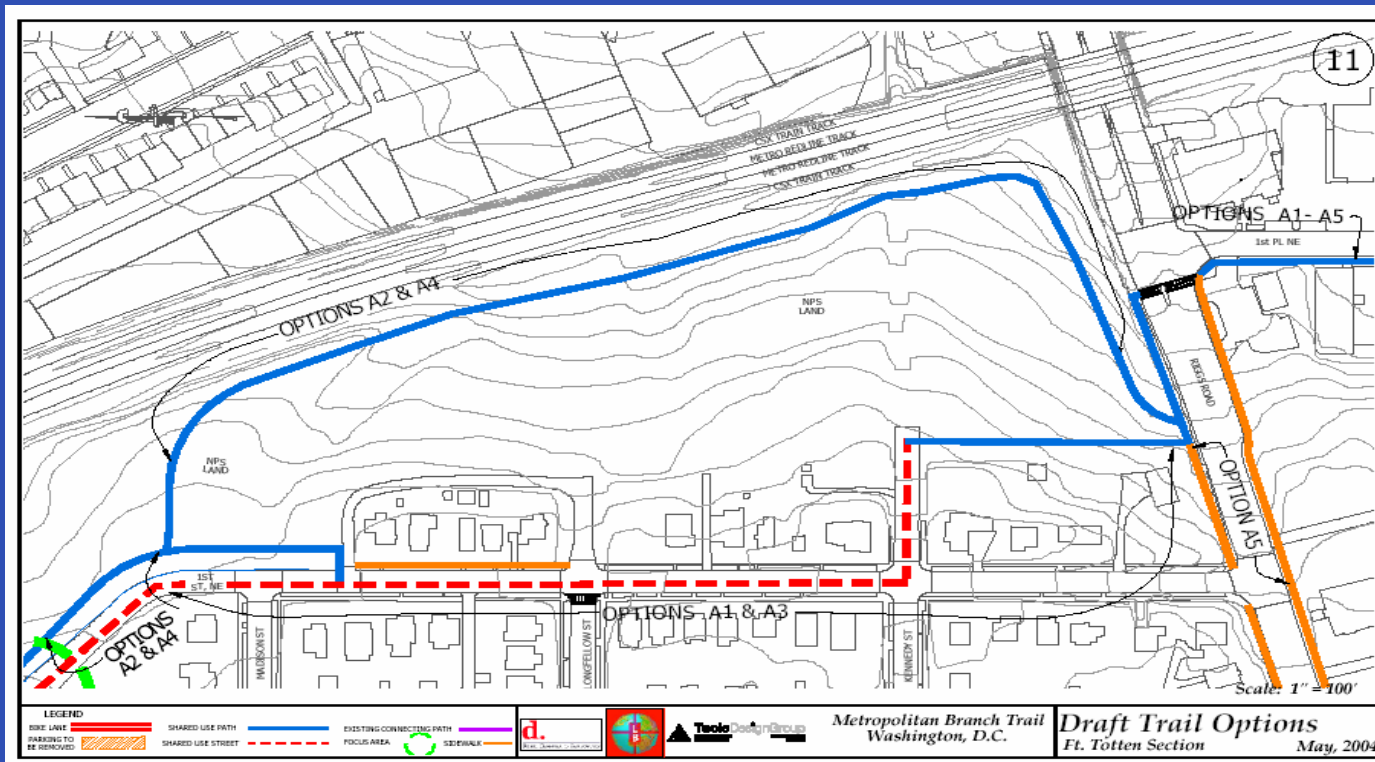 11
CSX TRAIN TRACK
METRO REDLINE TRACK
METRO REDLINE TRACK
CSX TRAIN TRACK
OPTIONS A1- A5
1st PL NE
OPTIONS A2 & A4
NPS
LAND
RIGGS ROAD
NPS
LAND
OPTION A5
1ST
ST, NE
OPTIONS A1 & A3
OPTIONS
A2 & A4
MADISON ST
LONGFELLOW ST
KENNEDY ST
Scale: 1" = 100'
LEGEND
BIKE LANE
SHARED USE PATH
EXISTING CONNECTING PATH
PARKING TO
BE REMOVED
SHARED USE STREET
FOCUS AREA
SIDEWALK
d.
TooleDesignGroup
Metropolitan Branch Trail
Washington, D.C.
Draft Trail Options
Ft. Totten Section
May, 2004